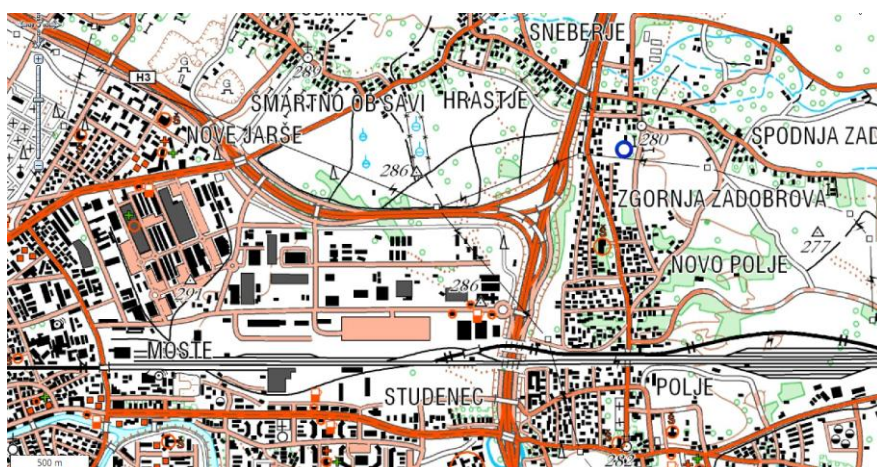 SNEBERJE
289
H3
ŠMARTNO OB SAVI
HRASTJE
NOVE JARŠE
280
SPODNJA ZAD
286
ZGORNJA ZADOBROVA
277
NOVO POLJE
291
286
MOSTE
STUDENEC
POLJE
282
500 m